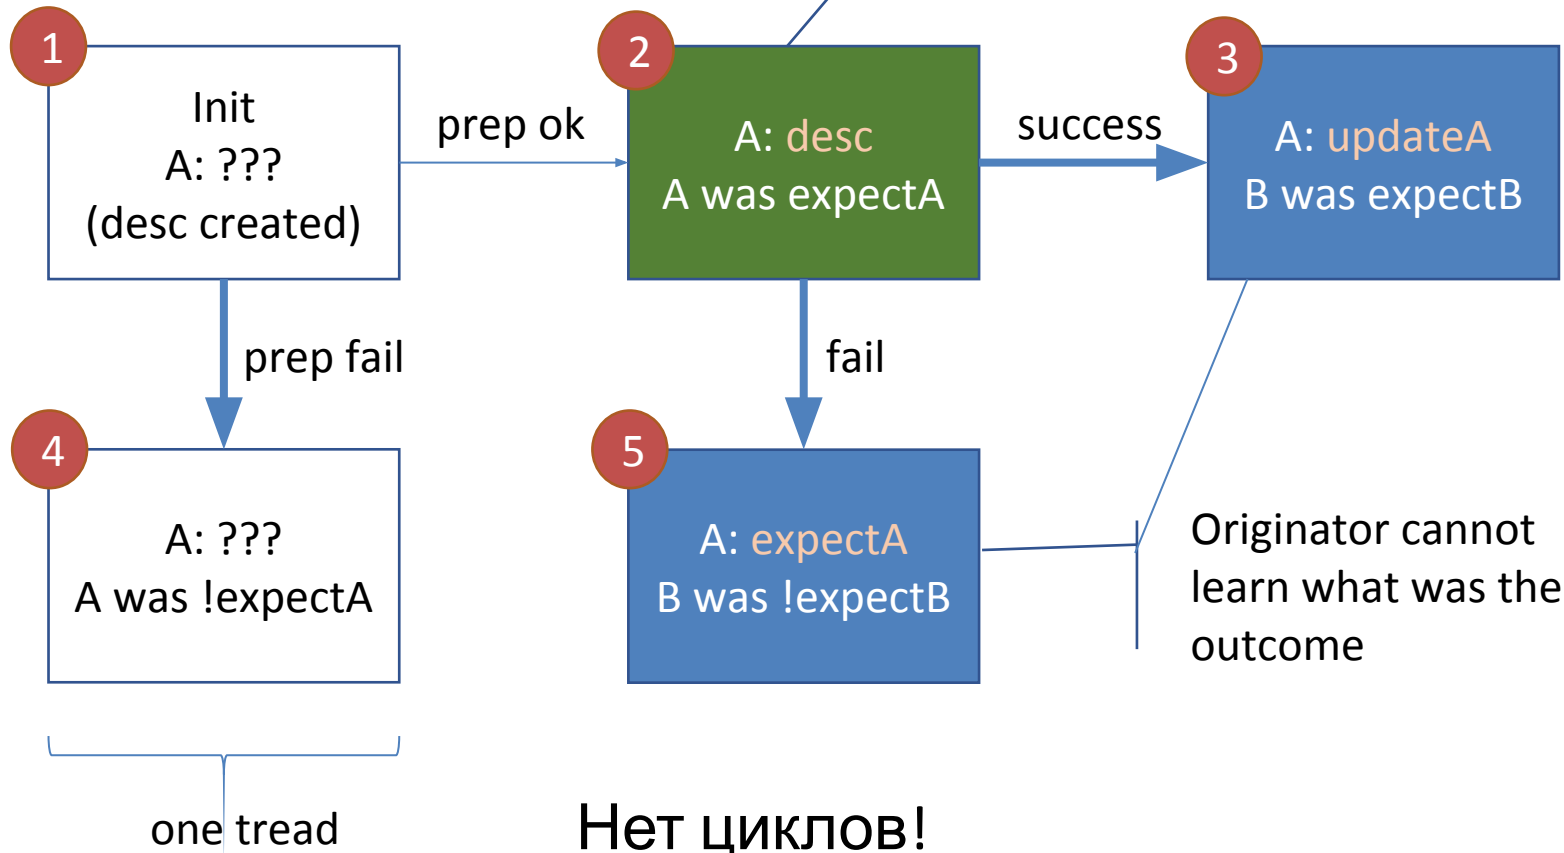 1
Init
A: ???
(desc created)
prep ok
2
A: desc
A was expectA
success
3
A: updateA
B was expectB
prep fail
fail
4
A: ???
A was !expectA
5
A: expectA
B was !expectB
Originator cannot
learn what was the
outcome
one tread
Нет циклов!